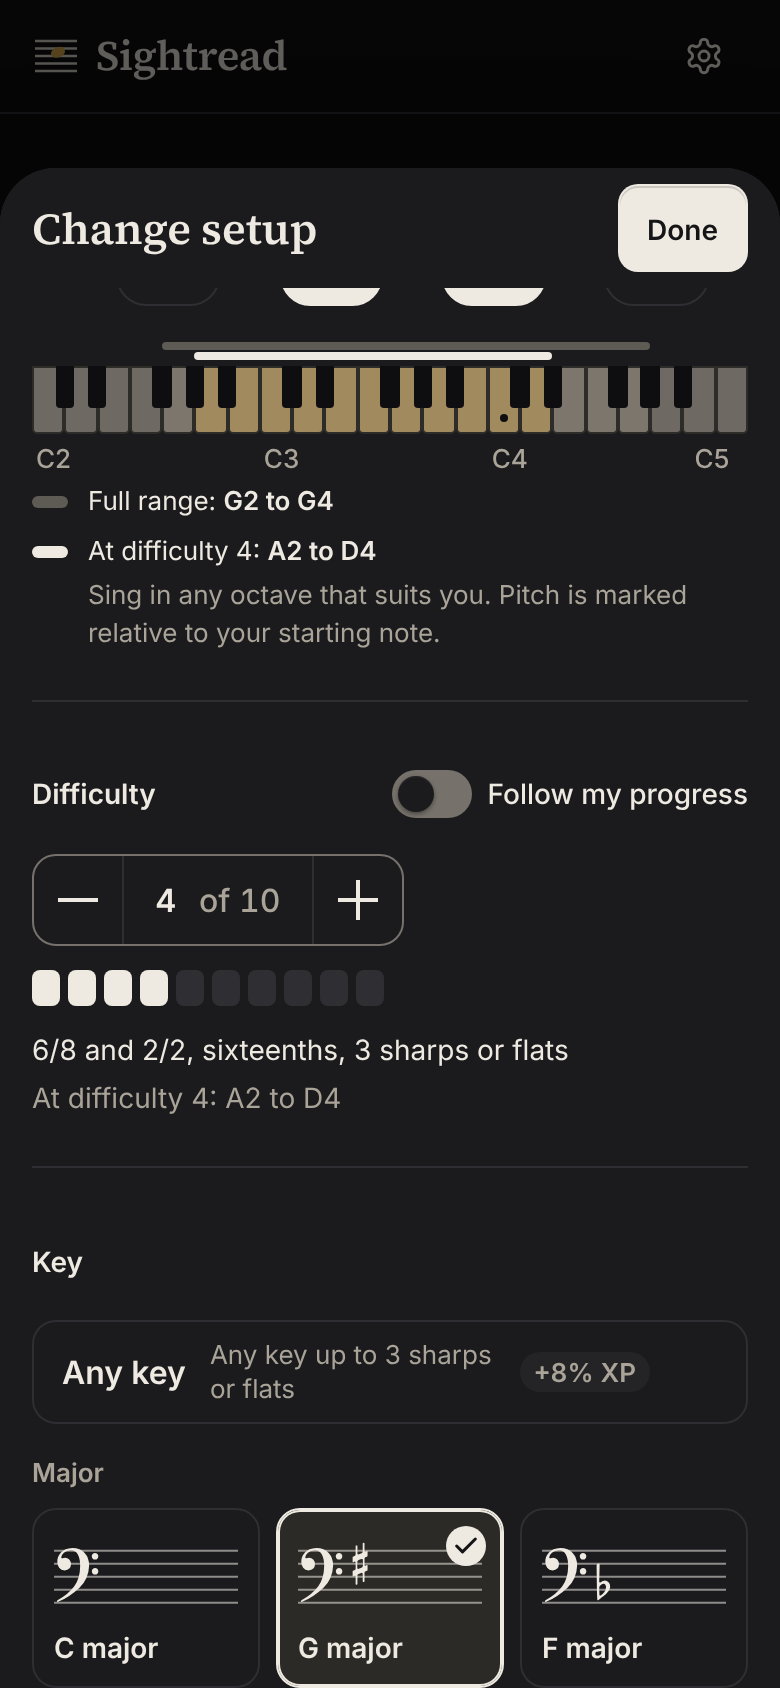 Sightread
Change setup
Done
C2
C3
C4
C5
Full range: G2 to G4
At difficulty 4: A2 to D4
Sing in any octave that suits you. Pitch is marked
relative to your starting note.
Difficulty
Follow my progress
4 of 10
6/8 and 2/2, sixteenths, 3 sharps or flats
At difficulty 4: A2 to D4
Key
Any key
Any key up to 3 sharps
or flats
+8% XP
Major
C major
G major
F major